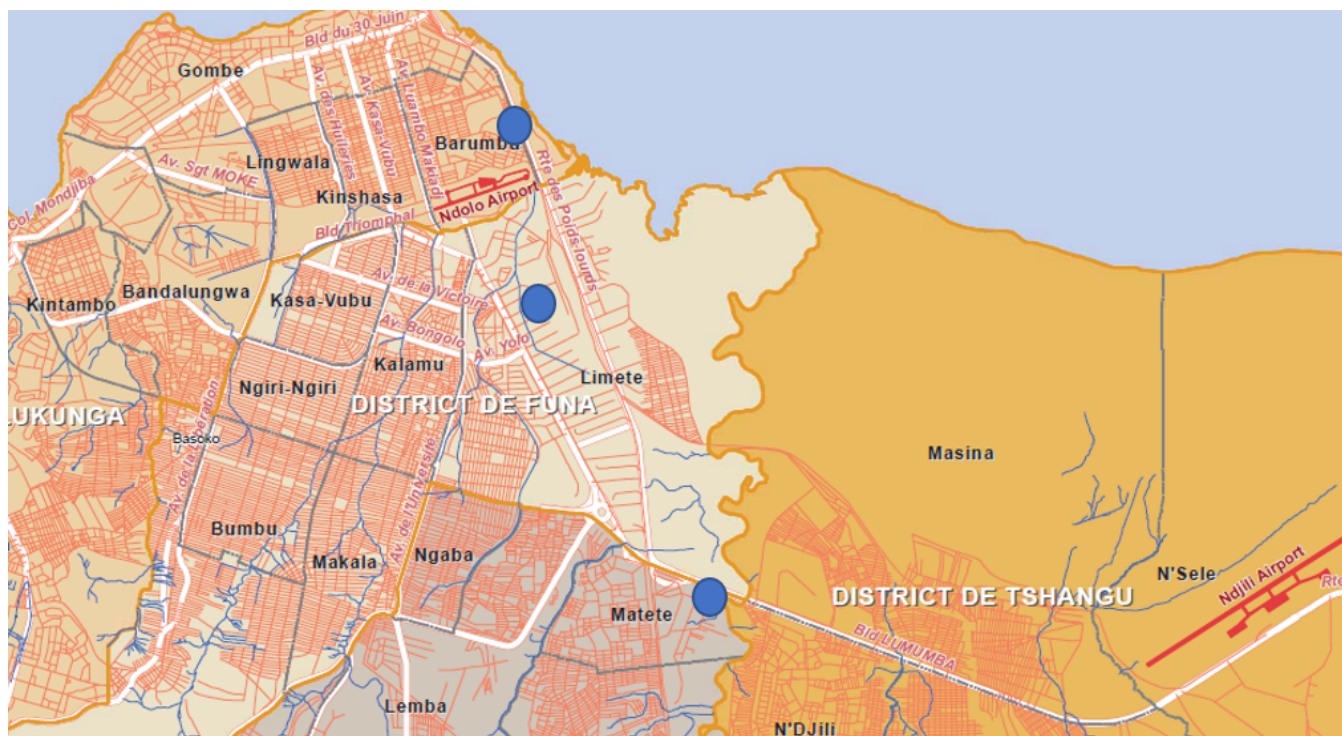 Bld du 30 Juin
Gombe
Av. des Huileries
Av. Kasa-Vubu
Av. Luambo Makiadi
Barumbu
Lingwala
Av. Sgt MOKE
Rte des Poids lourds
Col. Mondjiba
Kinshasa
Ndolo Airport
Bld Triomphal
Kintambo
Bandalungwa
Kasa-Vubu
Av. de la Victoire
Av. Bongolo
Av. Yolo
Kalamu
Limete
Ngiri-Ngiri
LUKUNGA
DISTRICT DE FUNA
Av. de la Libération
Basoko
Masina
Av. de l'Université
Bumbu
Makala
Ngaba
N'Sele
Ndjili Airport
Rte
Matete
DISTRICT DE TSHANGU
Bld LUMUMBA
Lemba
N'DJili